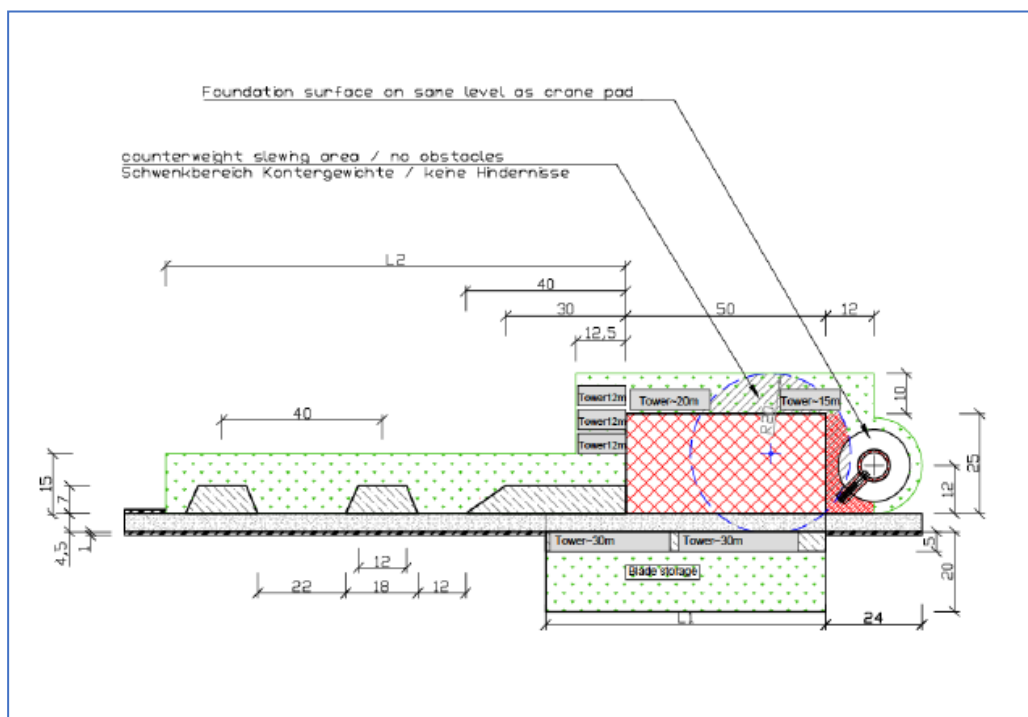 Foundation surface on same level as crane pad
counterweight slewing area / no obstacles
Schwenkbereich Kontergewichte / keine Hindernisse
L2
40
30
50
12
12,5
10
Tower12m
Tower~20m
Tower~15m
40
Tower12m
Tower12m
25
15
7
12
4,5
1
Tower~30m
Tower~30m
5
20
Blade storage
12
22
18
12
L1
24